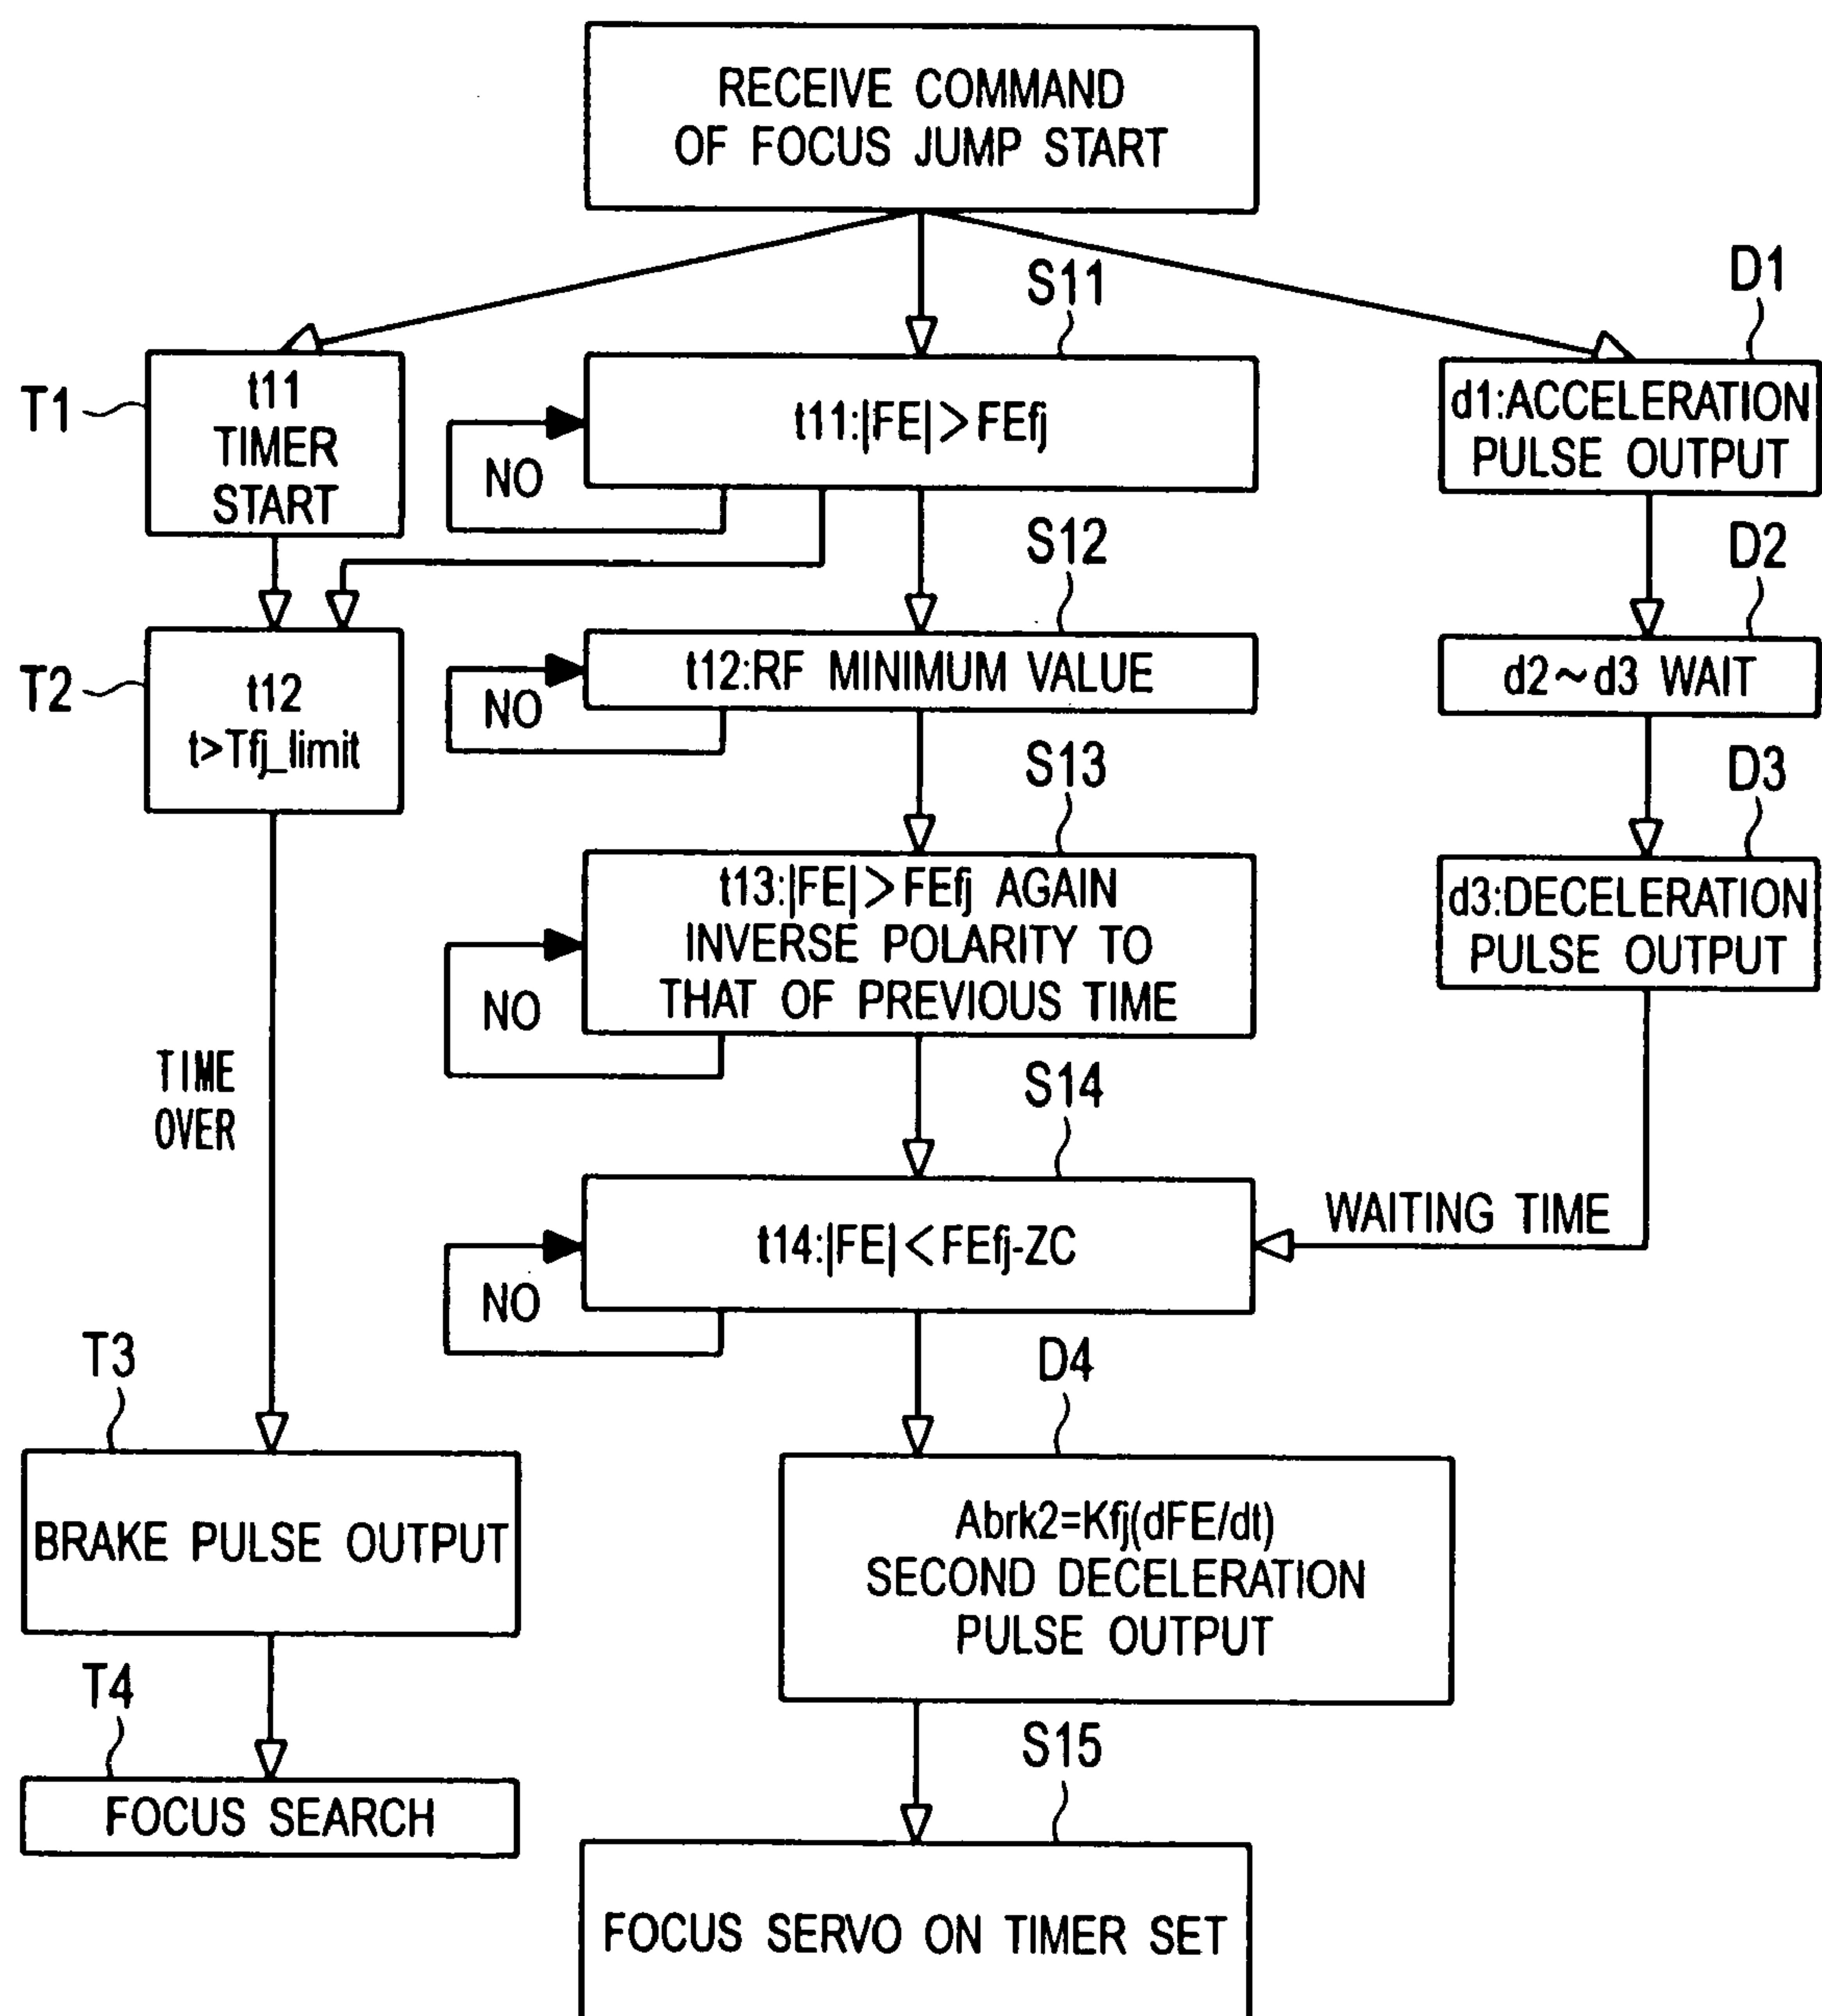 RECEIVE COMMAND
OF FOCUS JUMP START
S11
D1
T1
t11
TIMER
START
t11:|FE|>FEfj
NO
d1:ACCELERATION
PULSE OUTPUT
S12
D2
T2
t12
t>Tfj_limit
t12:RF MINIMUM VALUE
NO
d2~d3 WAIT
S13
D3
t13:|FE|>FEfj AGAIN
INVERSE POLARITY TO
THAT OF PREVIOUS TIME
NO
d3:DECELERATION
PULSE OUTPUT
TIME
OVER
S14
t14:|FE|<FEfj-ZC
NO
WAITING TIME
T3
D4
BRAKE PULSE OUTPUT
Abrk2=Kfj(dFE/dt)
SECOND DECELERATION
PULSE OUTPUT
T4
S15
FOCUS SEARCH
FOCUS SERVO ON TIMER SET